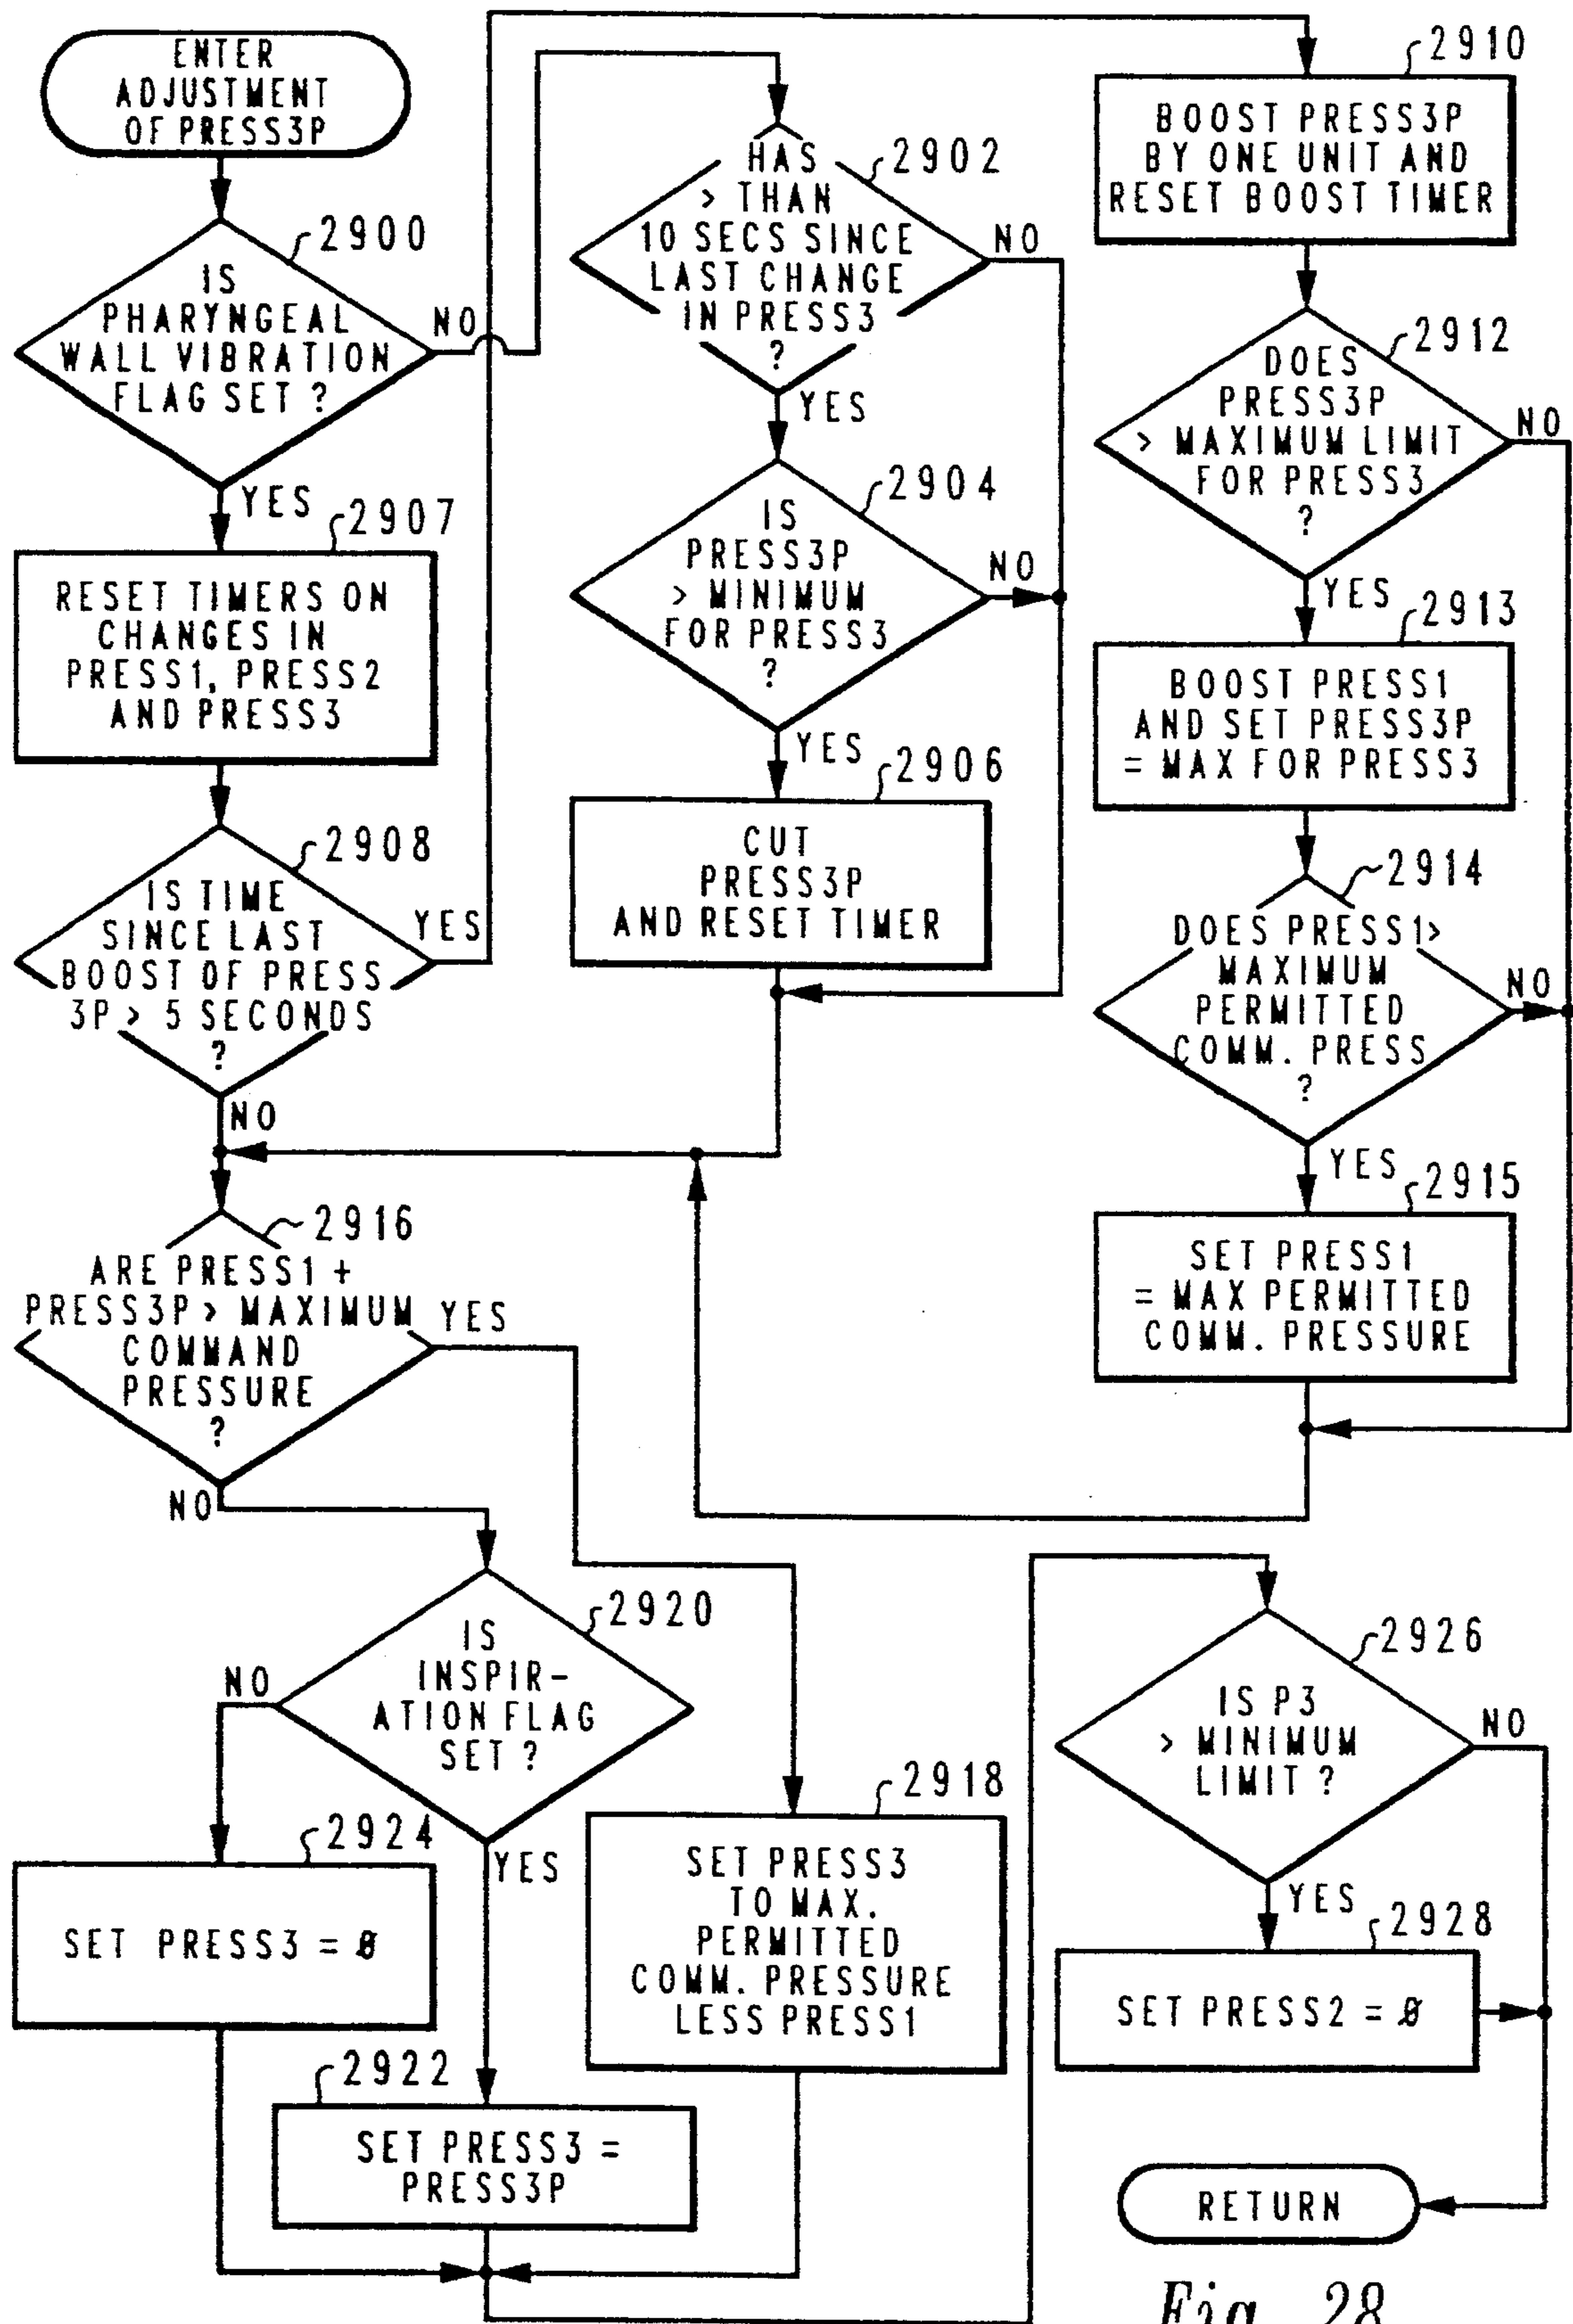 ENTER
ADJUSTMENT
OF PRESS3P
2900
IS
PHARYNGEAL
WALL VIBRATION
FLAG SET ?
NO
YES
2907
RESET TIMERS ON
CHANGES IN
PRESS1, PRESS2
AND PRESS3
2908
IS TIME
SINCE LAST
BOOST OF PRESS
3P > 5 SECONDS
?
YES
NO
2902
HAS
> THAN
10 SECS SINCE
LAST CHANGE
IN PRESS3
?
NO
YES
2904
IS
PRESS3P
> MINIMUM
FOR PRESS3
?
NO
YES
2906
CUT
PRESS3P
AND RESET TIMER
2910
BOOST PRESS3P
BY ONE UNIT AND
RESET BOOST TIMER
2912
DOES
PRESS3P
> MAXIMUM LIMIT
FOR PRESS3
?
NO
YES
2913
BOOST PRESS1
AND SET PRESS3P
= MAX FOR PRESS3
2914
DOES PRESS1>
MAXIMUM
PERMITTED
COMM. PRESS
?
NO
YES
2915
SET PRESS1
= MAX PERMITTED
COMM. PRESSURE
2916
ARE PRESS1 +
PRESS3P > MAXIMUM
COMMAND
PRESSURE
?
YES
NO
2920
IS
INSPIR-
ATION FLAG
SET ?
NO
YES
2924
SET PRESS3 = 0
2922
SET PRESS3 =
PRESS3P
2918
SET PRESS3
TO MAX.
PERMITTED
COMM. PRESSURE
LESS PRESS1
2926
IS P3
> MINIMUM
LIMIT ?
NO
YES
2928
SET PRESS2 = 0
RETURN
Fig. 28